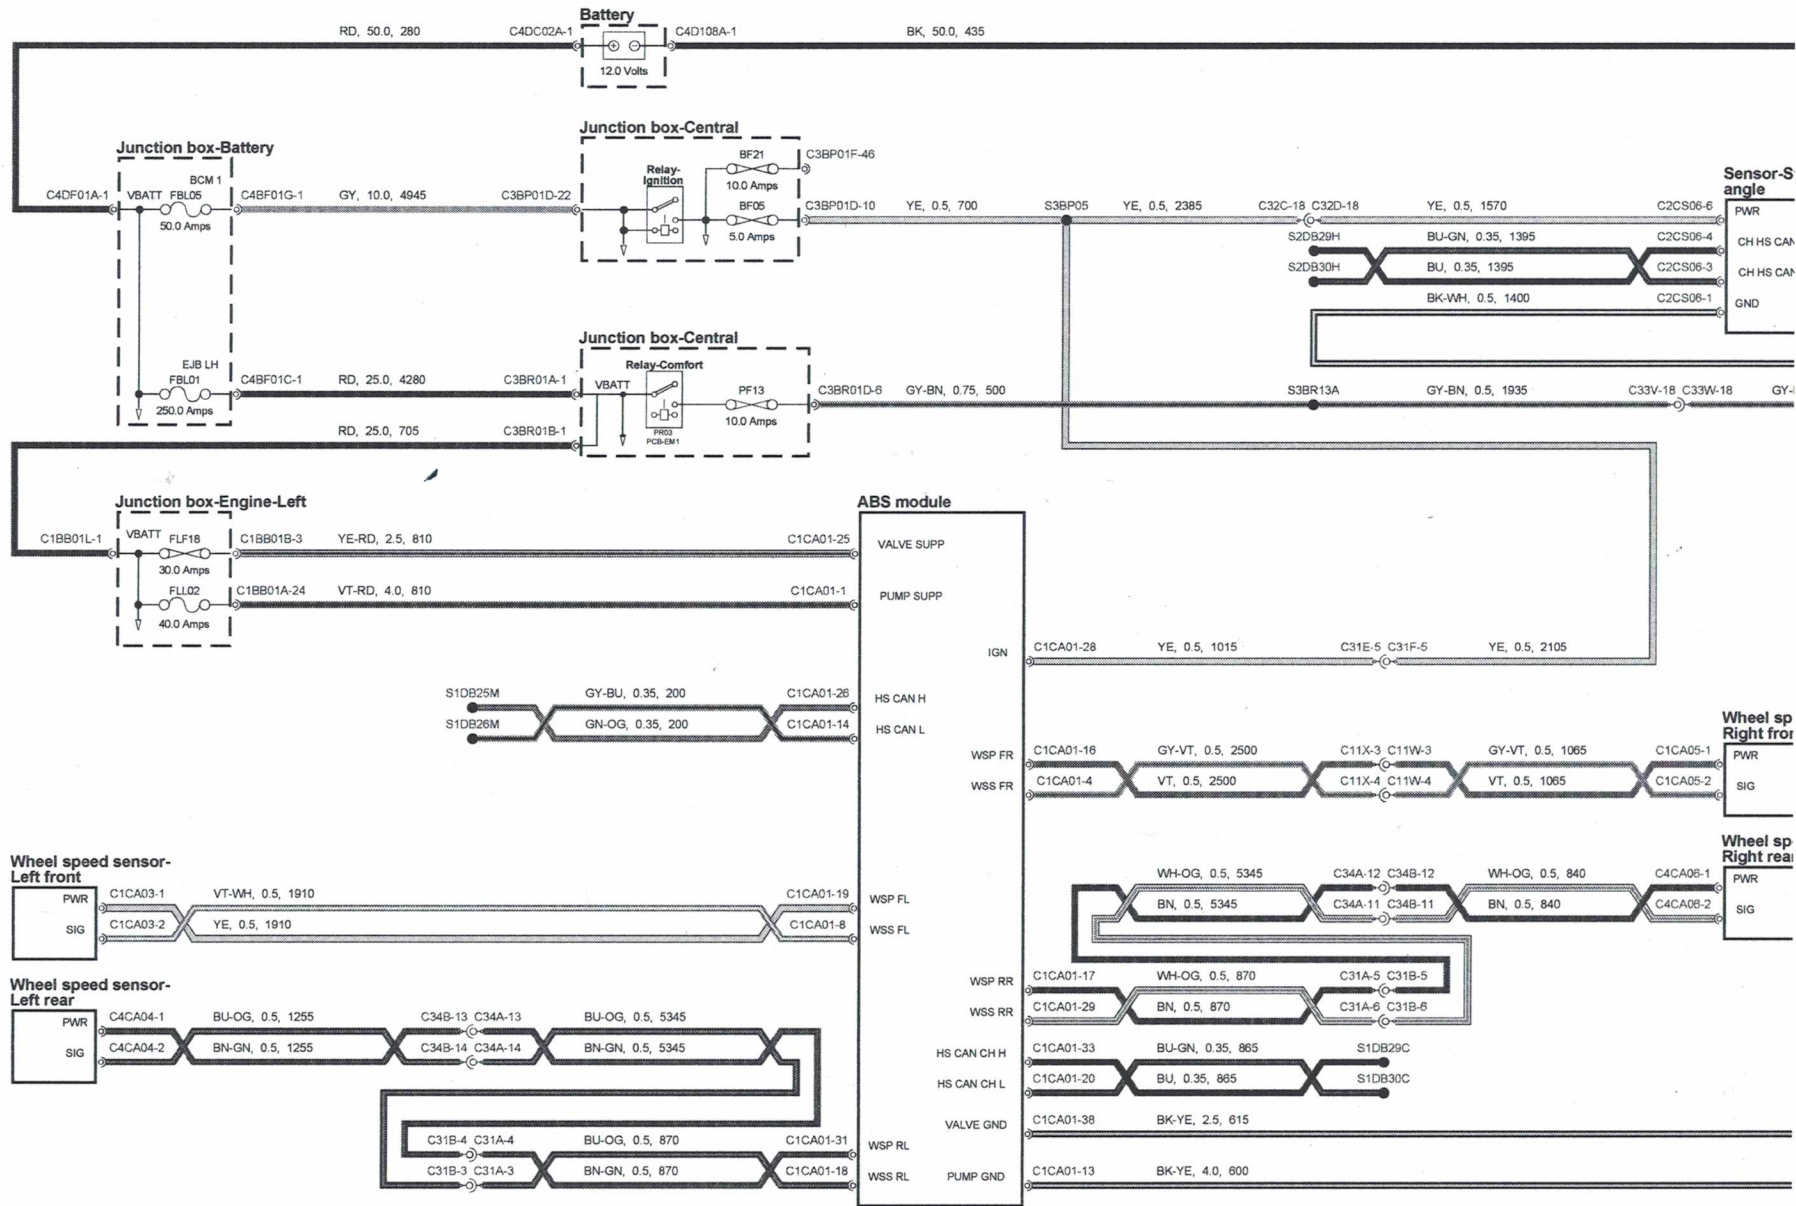 Battery
RD, 50.0, 280
C4DC02A-1
C4D108A-1
BK, 50.0, 435
12.0 Volts
Junction box-Central
Junction box-Battery
BCM 1
C4DF01A-1
VBATT
FBL05
50.0 Amps
C4BF01G-1
GY, 10.0, 4945
C3BP01D-22
Relay-
Ignition
BF21
10.0 Amps
C3BP01F-46
BF05
5.0 Amps
C3BP01D-10
YE, 0.5, 700
S3BP05
YE, 0.5, 2385
C32C-18
C32D-18
YE, 0.5, 1570
C2CS06-6
Sensor-S
angle
PWR
S2DB29H
BU-GN, 0.35, 1395
C2CS06-4
CH HS CAN
S2DB30H
BU, 0.35, 1395
C2CS06-3
CH HS CAN
BK-WH, 0.5, 1400
C2CS06-1
GND
EJB LH
FBL01
250.0 Amps
C4BF01C-1
RD, 25.0, 4280
C3BR01A-1
Junction box-Central
Relay-Comfort
VBATT
PR03
PCB-EM1
PF13
10.0 Amps
C3BR01D-6
GY-BN, 0.75, 500
S3BR13A
GY-BN, 0.5, 1935
C33V-18
C33W-18
GY-
RD, 25.0, 705
C3BR01B-1
Junction box-Engine-Left
C1BB01L-1
VBATT
FLF18
30.0 Amps
C1BB01B-3
YE-RD, 2.5, 810
C1CA01-25
FLL02
40.0 Amps
C1BB01A-24
VT-RD, 4.0, 810
C1CA01-1
ABS module
VALVE SUPP
PUMP SUPP
IGN
C1CA01-28
YE, 0.5, 1015
C31E-5
C31F-5
YE, 0.5, 2105
S1DB25M
GY-BU, 0.35, 200
C1CA01-26
HS CAN H
S1DB26M
GN-OG, 0.35, 200
C1CA01-14
HS CAN L
WSP FR
C1CA01-16
GY-VT, 0.5, 2500
C11X-3
C11W-3
GY-VT, 0.5, 1065
C1CA05-1
WSS FR
C1CA01-4
VT, 0.5, 2500
C11X-4
C11W-4
VT, 0.5, 1065
C1CA05-2
Wheel sp
Right fron
PWR
SIG
Wheel speed sensor-
Left front
PWR
C1CA03-1
VT-WH, 0.5, 1910
C1CA01-19
WSP FL
SIG
C1CA03-2
YE, 0.5, 1910
C1CA01-8
WSS FL
WH-OG, 0.5, 5345
C34A-12
C34B-12
WH-OG, 0.5, 840
C4CA06-1
BN, 0.5, 5345
C34A-11
C34B-11
BN, 0.5, 840
C4CA06-2
Wheel sp
Right rea
PWR
SIG
WSP RR
C1CA01-17
WH-OG, 0.5, 870
C31A-5
C31B-5
WSS RR
C1CA01-29
BN, 0.5, 870
C31A-6
C31B-6
Wheel speed sensor-
Left rear
PWR
C4CA04-1
BU-OG, 0.5, 1255
C34B-13
C34A-13
BU-OG, 0.5, 5345
SIG
C4CA04-2
BN-GN, 0.5, 1255
C34B-14
C34A-14
BN-GN, 0.5, 5345
HS CAN CH H
C1CA01-33
BU-GN, 0.35, 865
S1DB29C
HS CAN CH L
C1CA01-20
BU, 0.35, 865
S1DB30C
VALVE GND
C1CA01-38
BK-YE, 2.5, 615
C31B-4
C31A-4
BU-OG, 0.5, 870
C1CA01-31
WSP RL
C31B-3
C31A-3
BN-GN, 0.5, 870
C1CA01-18
WSS RL
PUMP GND
C1CA01-13
BK-YE, 4.0, 600